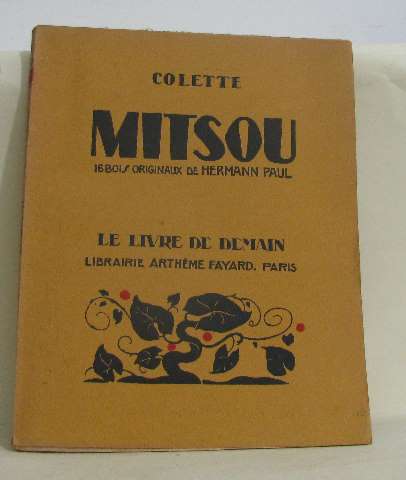 COLETTE
MITSOU
16 BOIS ORIGINAUX DE HERMANN PAUL
LE LIVRE DE DEMAIN
LIBRAIRIE ARTHÈME FAYARD. PARIS